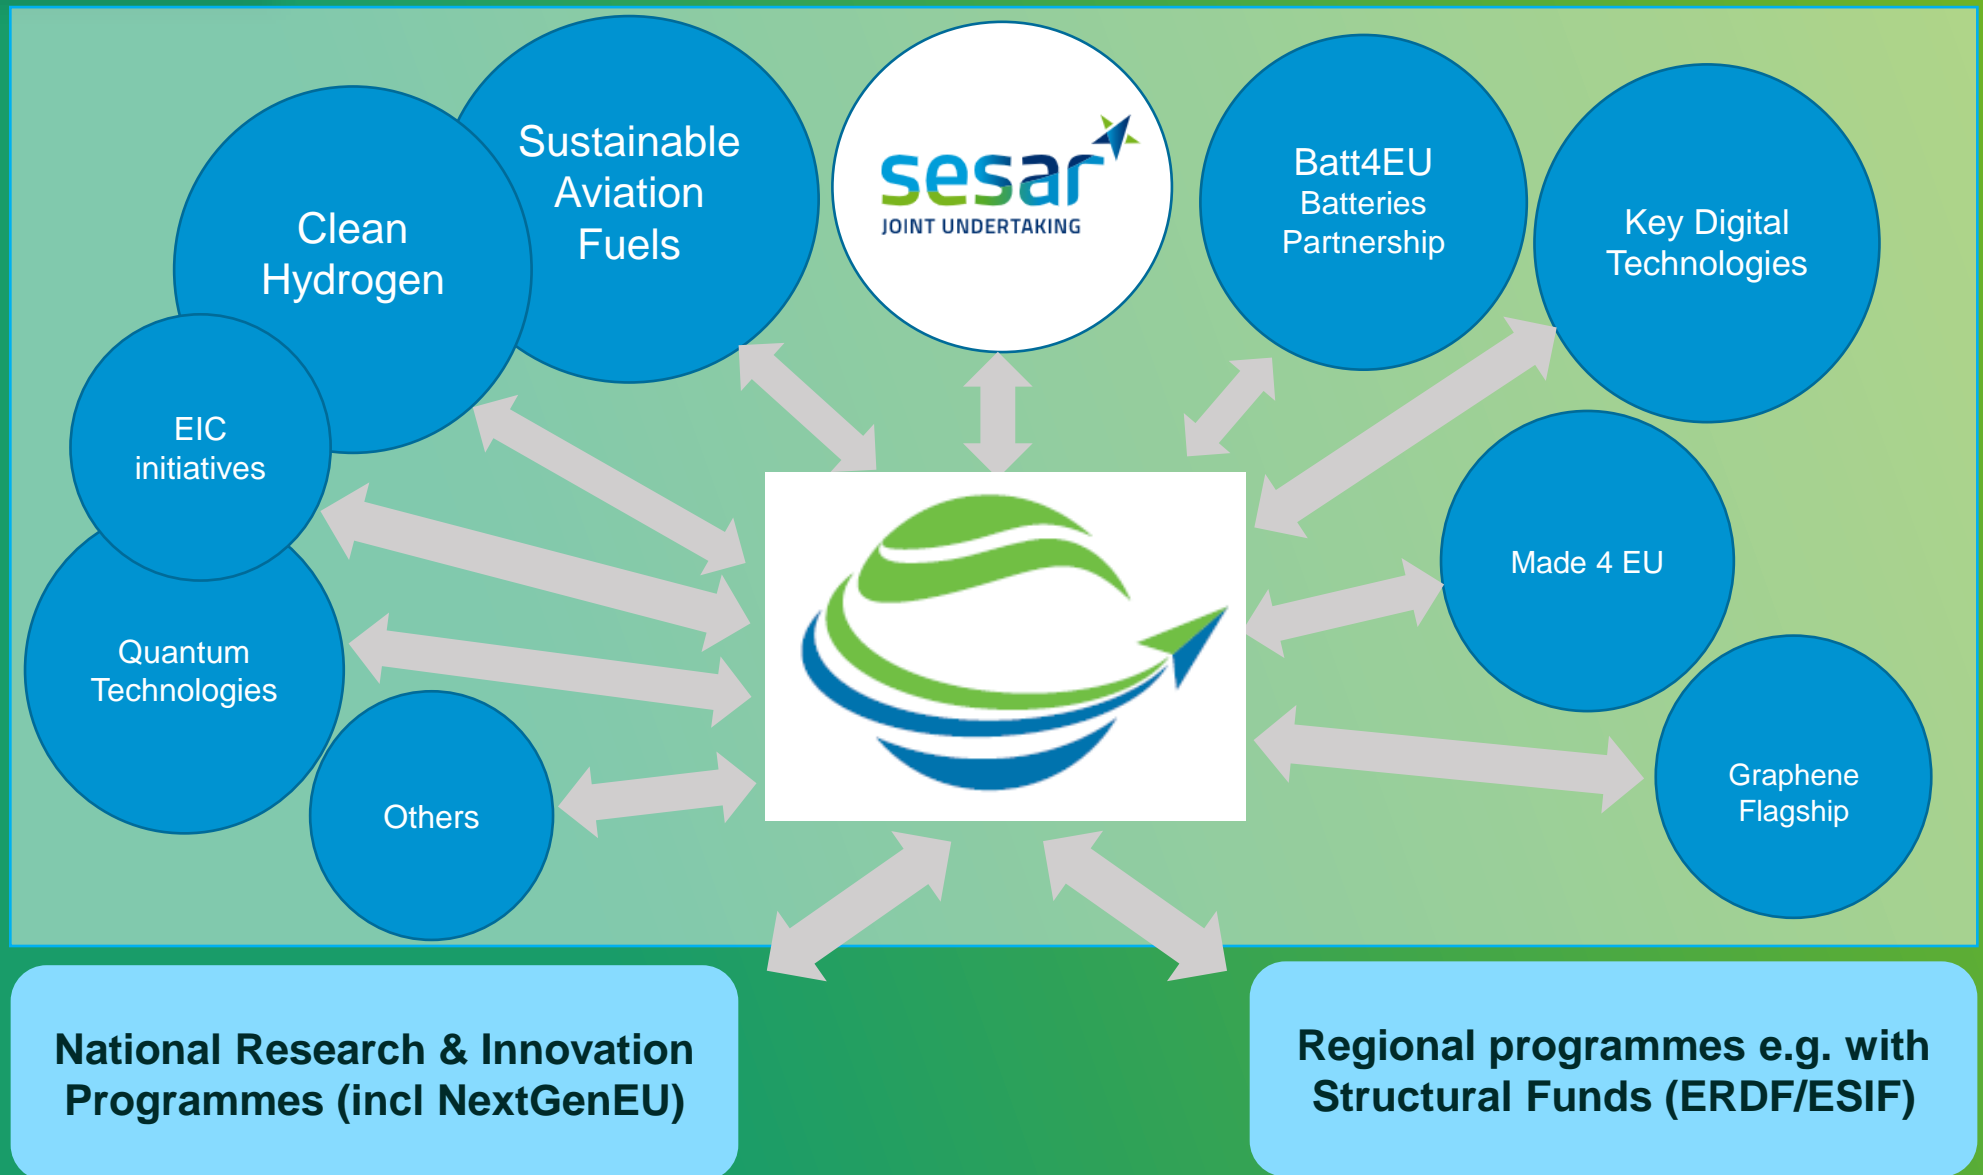 Sustainable
Aviation
Fuels
sesar
JOINT UNDERTAKING
Batt4EU
Batteries
Partnership
Key Digital
Technologies
Clean
Hydrogen
EIC
initiatives
Made 4 EU
Quantum
Technologies
Others
Graphene
Flagship
National Research & Innovation
Programmes (incl NextGenEU)
Regional programmes e.g. with
Structural Funds (ERDF/ESIF)